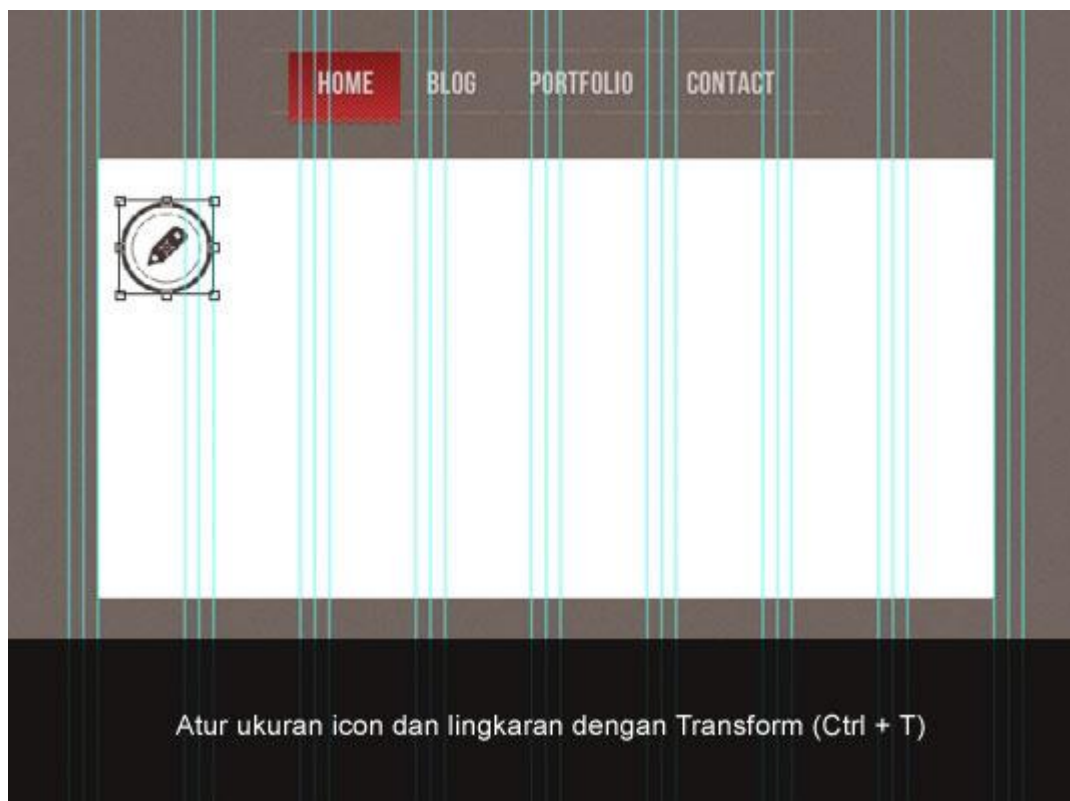 HOME BLOG PORTFOLIO CONTACT
Atur ukuran icon dan lingkaran dengan Transform (Ctrl + T)